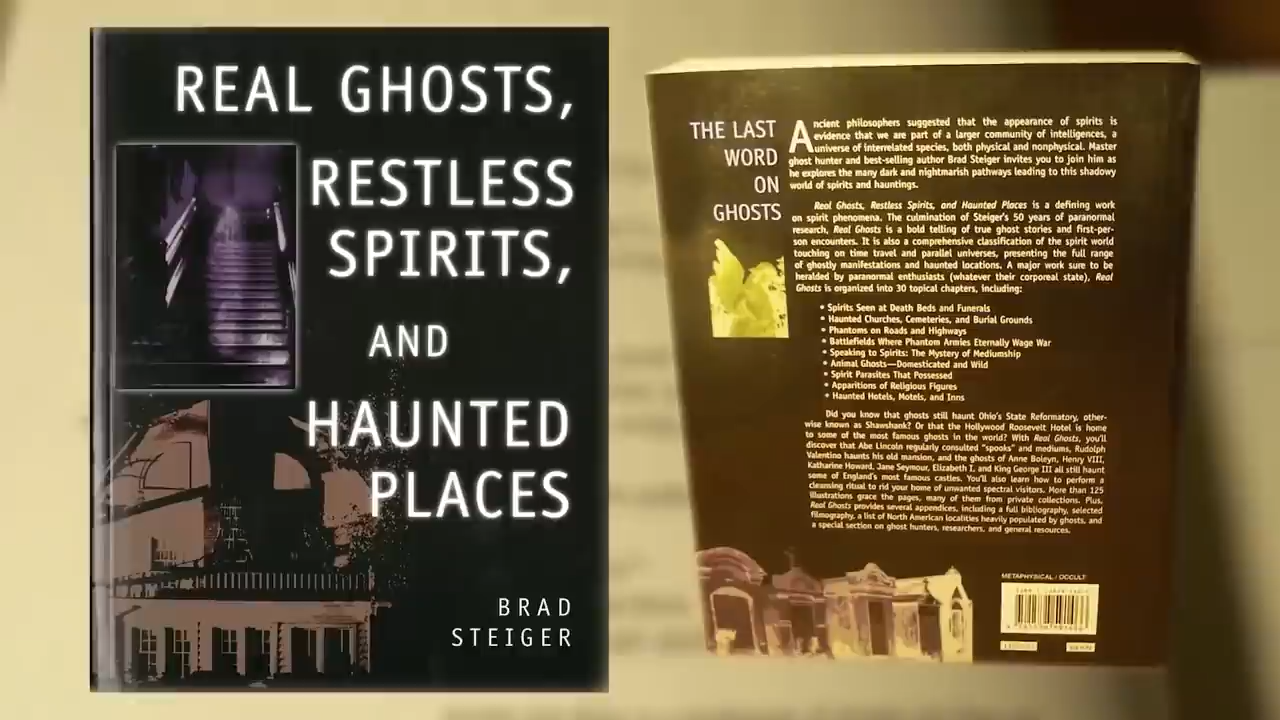 REAL GHOSTS,
RESTLESS
SPIRITS,
AND
HAUNTED
PLACES
BRAD
STEIGER
THE LAST
WORD
ON
GHOSTS
Ancient philosophers suggested that the appearance of spirits is
evidence that we are part of a larger community of intelligences, a
universe of interrelated species, both physical and nonphysical. Master
ghost hunter and best-selling author Brad Steiger invites you to join him as
he explores the many dark and nightmarish pathways leading to this shadowy
world of spirits and hauntings.
Real Ghosts, Restless Spirits, and Haunted Places is a defining work
on spirit phenomena. The culmination of Steiger's 50 years of paranormal
research, Real Ghosts is a bold telling of true ghost stories and first-per-
son encounters. It is also a comprehensive classification of the spirit world
touching on time travel and parallel universes, presenting the full range
of ghostly manifestations and haunted locations. A major work sure to be
heralded by paranormal enthusiasts (whatever their corporeal state), Real
Ghosts is organized into 30 topical chapters, including:
• Spirits Seen at Death Beds and Funerals
• Haunted Churches, Cemeteries, and Burial Grounds
• Phantoms on Roads and Highways
• Battlefields Where Phantom Armies Eternally Wage War
• Speaking to Spirits: The Mystery of Mediumship
• Animal Ghosts—Domesticated and Wild
• Spirit Parasites That Possessed
• Apparitions of Religious Figures
• Haunted Hotels, Motels, and Inns
Did you know that ghosts still haunt Ohio's State Reformatory, other-
wise known as Shawshank? Or that the Hollywood Roosevelt Hotel is home
to some of the most famous ghosts in the world? With Real Ghosts, you'll
discover that Abe Lincoln regularly consulted "spooks" and mediums, Rudolph
Valentino haunts his old mansion, and the ghosts of Anne Boleyn, Henry VIII,
Katharine Howard, Jane Seymour, Elizabeth I, and King George III all still haunt
some of England's most famous castles. You'll also learn how to perform a
cleansing ritual to rid your home of unwanted spectral visitors. More than 125
illustrations grace the pages, many of them from private collections. Plus,
Real Ghosts provides several appendices, including a full bibliography, selected
filmography, a list of North American localities heavily populated by ghosts, and
a special section on ghost hunters, researchers, and general resources.
METAPHYSICAL / OCCULT